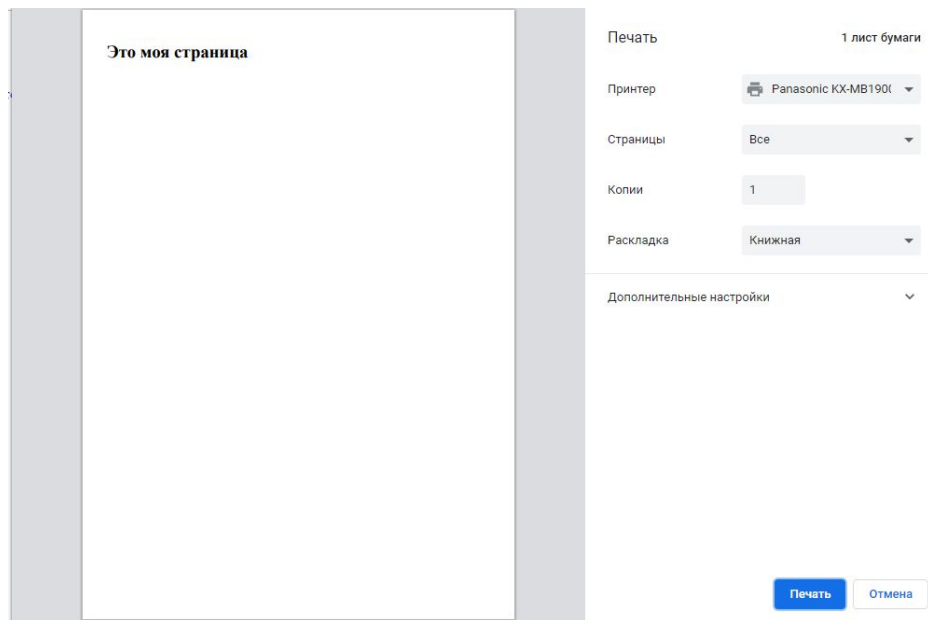 Это моя страница
Печать 1 лист бумаги
Принтер Panasonic KX-MB190
Страницы Все
Копии 1
Раскладка Книжная
Дополнительные настройки
Печать Отмена